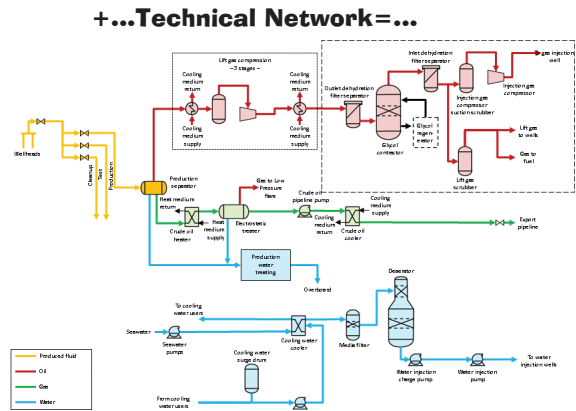 +...Technical Network=...
Lift gas compression
– 3 stages –
Cooling
medium
return
Cooling
medium
return
Cooling
medium
supply
Cooling
medium
supply
Inlet dehydration
filter separator
Outlet dehydration
filter separator
Glycol
contractor
Glycol
regen-
erator
Injection gas
compressor
suction scrubber
Injection gas
compressor
To gas injection
well
Lift gas to
wells
Gas to
fuel
Lift gas
scrubber
Wellheads
Cleanup
Test
Production
Production
separator
Heat medium
return
Crude oil
heater
Heat medium
supply
Gas to Low
Pressure
flare
Electrostatic
treater
Crude oil
pipeline pump
Cooling
medium
return
Crude oil
cooler
Cooling
medium
supply
Export
pipeline
Production
water
treating
Overboard
Deaerator
To cooling
water users
Seawater
Seawater
pumps
Cooling water
cooler
Media filter
Cooling water
surge drum
From cooling
water users
Water injection
charge pump
Water injection
pump
To water
injection wells
Produced fluid
Oil
Gas
Water